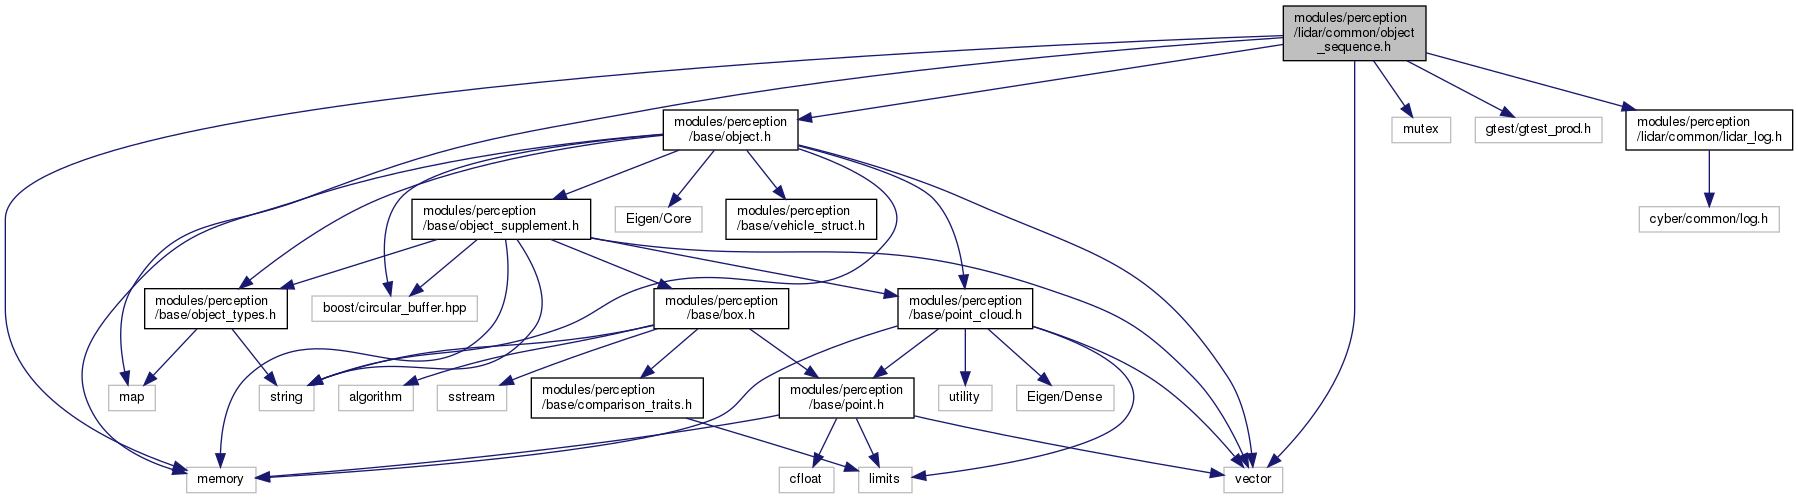 modules/perception
/lidar/common/object
_sequence.h
modules/perception
/base/object.h
mutex
gtest/gtest_prod.h
modules/perception
/lidar/common/lidar_log.h
modules/perception
/base/object_supplement.h
Eigen/Core
modules/perception
/base/vehicle_struct.h
cyber/common/log.h
modules/perception
/base/object_types.h
boost/circular_buffer.hpp
modules/perception
/base/box.h
modules/perception
/base/point_cloud.h
map
string
algorithm
sstream
modules/perception
/base/comparison_traits.h
modules/perception
/base/point.h
utility
Eigen/Dense
memory
cfloat
limits
vector